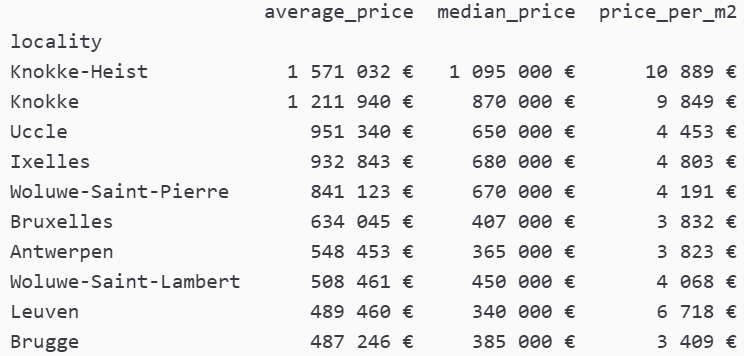 average_price median_price price_per_m2
locality
Knokke-Heist 1 571 032 € 1 095 000 € 10 889 €
Knokke 1 211 940 € 870 000 € 9 849 €
Uccle 951 340 € 650 000 € 4 453 €
Ixelles 932 843 € 680 000 € 4 803 €
Woluwe-Saint-Pierre 841 123 € 670 000 € 4 191 €
Bruxelles 634 045 € 407 000 € 3 832 €
Antwerpen 548 453 € 365 000 € 3 823 €
Woluwe-Saint-Lambert 508 461 € 450 000 € 4 068 €
Leuven 489 460 € 340 000 € 6 718 €
Brugge 487 246 € 385 000 € 3 409 €